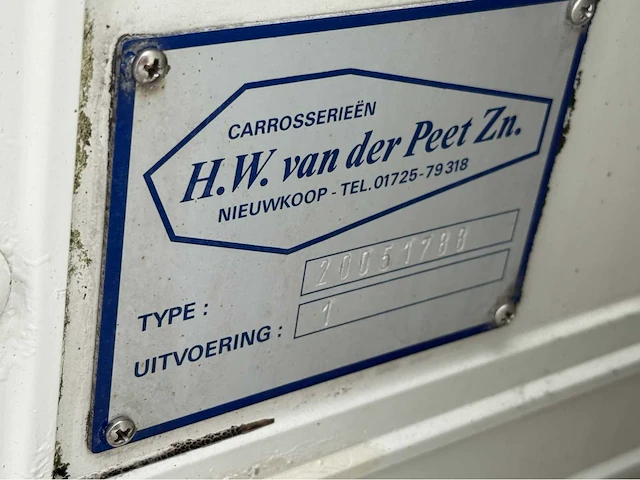 CARROSSERIEËN
H.W. van der Peet Zn.
NIEUWKOOP - TEL. 01725-79318
TYPE : 20051788
UITVOERING : 1